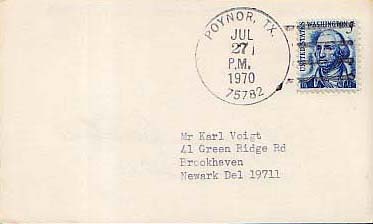 POYNOR, TX.
JUL
27
P.M.
1970
75782
UNITED STATES
WASHINGTON
Mr Karl Voigt
41 Green Ridge Rd
Brookhaven
Newark Del 19711